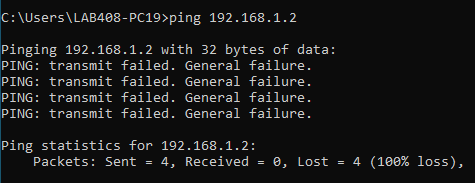 C:\Users\LAB408-PC19>ping 192.168.1.2
Pinging 192.168.1.2 with 32 bytes of data:
PING: transmit failed. General failure.
PING: transmit failed. General failure.
PING: transmit failed. General failure.
PING: transmit failed. General failure.
Ping statistics for 192.168.1.2:
    Packets: Sent = 4, Received = 0, Lost = 4 (100% loss),